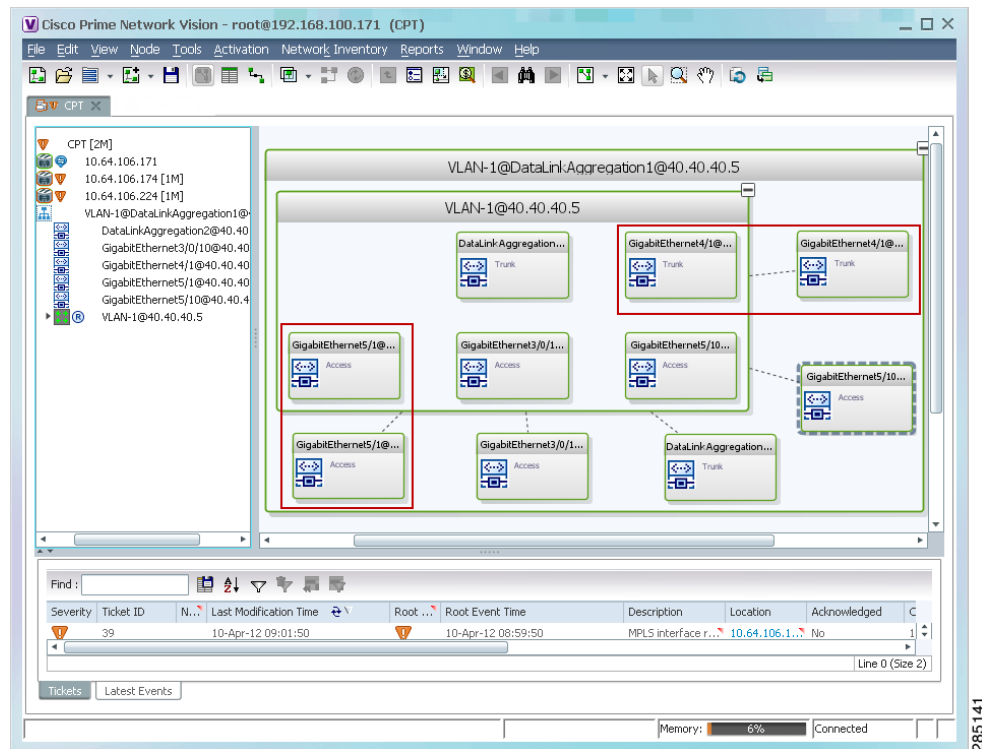 Cisco Prime Network Vision - root@192.168.100.171 (CPT)
File Edit View Node Tools Activation Network Inventory Reports Window Help
CPT
CPT [2M]
10.64.106.171
10.64.106.174 [1M]
10.64.106.224 [1M]
VLAN-1@DataLinkAggregation1@
DataLinkAggregation2@40.40
GigabitEthernet3/0/10@40.40
GigabitEthernet4/1@40.40.40
GigabitEthernet5/1@40.40.40
GigabitEthernet5/10@40.40.4
R VLAN-1@40.40.40.5
VLAN-1@DataLinkAggregation1@40.40.40.5
VLAN-1@40.40.40.5
DataLinkAggregation...
Trunk
GigabitEthernet4/1@...
Trunk
GigabitEthernet4/1@...
Trunk
GigabitEthernet5/1@...
Access
GigabitEthernet3/0/1...
Access
GigabitEthernet5/10...
Access
GigabitEthernet5/10...
Access
GigabitEthernet5/1@...
Access
GigabitEthernet3/0/1...
Access
DataLinkAggregation...
Trunk
Find :
Severity Ticket ID N... Last Modification Time Root ... Root Event Time Description Location Acknowledged C
39 10-Apr-12 09:01:50 10-Apr-12 08:59:50 MPLS interface r... 10.64.106.1... No 1
Line 0 (Size 2)
Tickets Latest Events
Memory: 6% Connected
285141